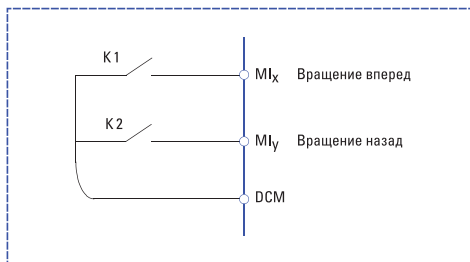 K1
MIx Вращение вперед
K2
MIy Вращение назад
DCM